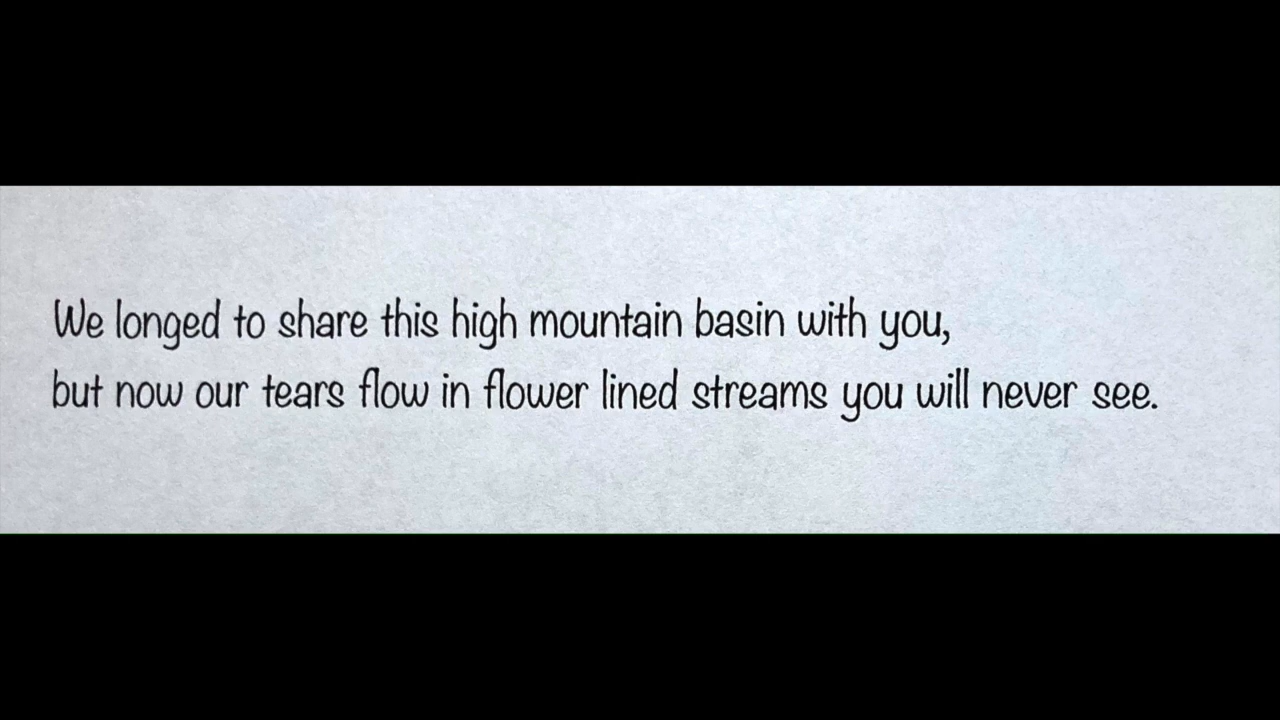 We longed to share this high mountain basin with you,
but now our tears flow in flower lined streams you will never see.